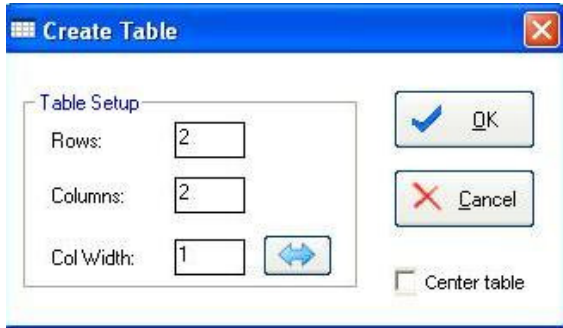 Create Table
Table Setup
Rows: 2
OK
Columns: 2
Cancel
Col Width: 1
Center table